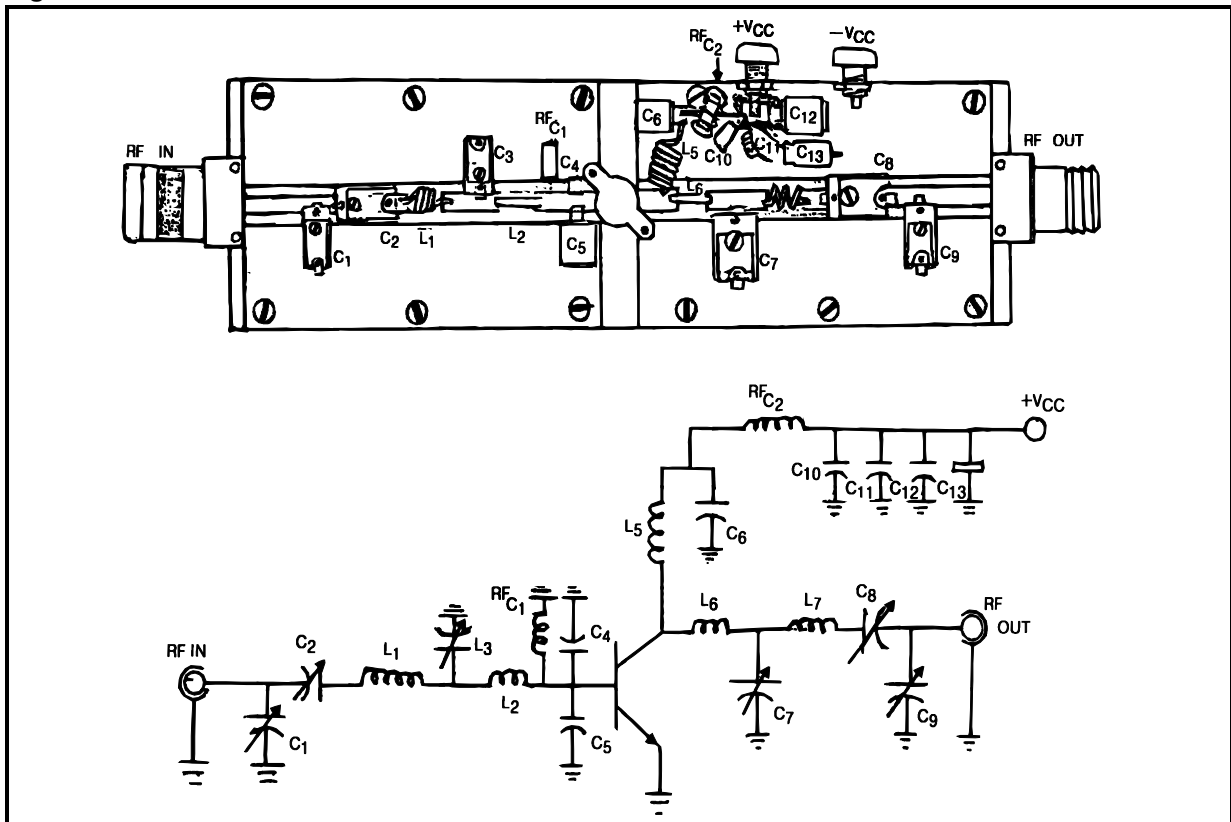 RFC2 +VCC −VCC
C6 C12
RF IN RFC1 C3 C4 L5 C10 C11 C13 C8 RF OUT
L6
C1 C2 L1 L2 C5 C7 C9
RFC2 +VCC
C10 C11 C12 C13
L5 C6
RFC1 L6 L7 C8 RF
OUT
RF IN C2 L1 L3 C4
L2
C1 C5 C7 C9